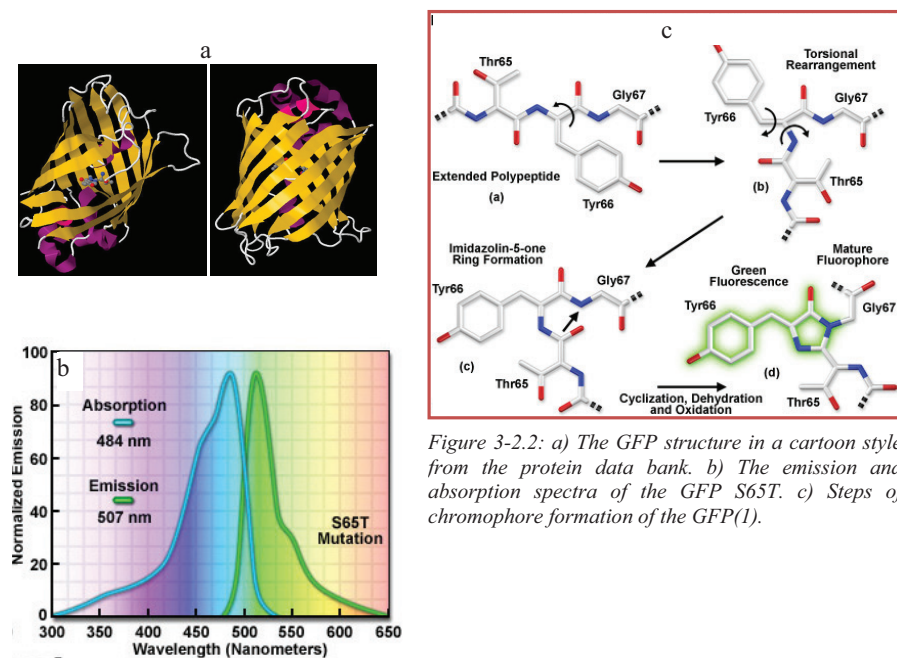 a
b
100
80
60
40
20
0
Normalized Emission
Absorption
484 nm
Emission
507 nm
S65T
Mutation
300 350 400 450 500 550 600 650
Wavelength (Nanometers)
c
Thr65
Gly67
Extended Polypeptide
(a)
Tyr66
Torsional
Rearrangement
Tyr66
Gly67
(b)
Thr65
Imidazolin-5-one
Ring Formation
Tyr66
Gly67
(c)
Thr65
Cyclization, Dehydration
and Oxidation
Mature
Fluorophore
Green
Fluorescence
Tyr66
Gly67
(d)
Thr65
Figure 3-2.2: a) The GFP structure in a cartoon style
from the protein data bank. b) The emission and
absorption spectra of the GFP S65T. c) Steps of
chromophore formation of the GFP(1).